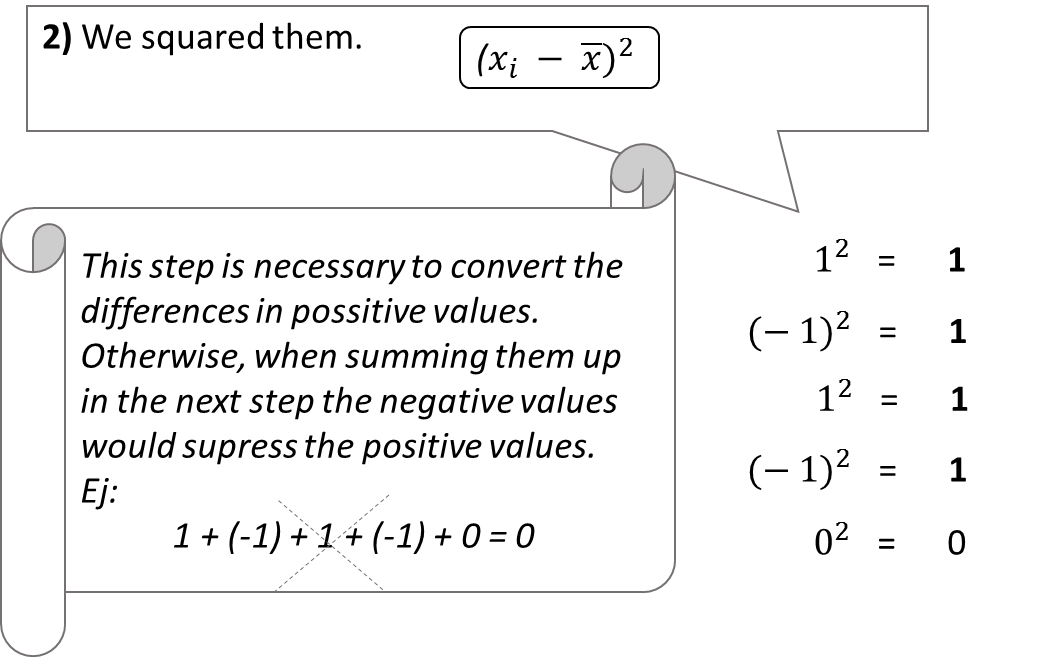 2) We squared them.
(xᵢ − x̅)²
This step is necessary to convert the
differences in possitive values.
Otherwise, when summing them up
in the next step the negative values
would supress the positive values.
Ej:
1 + (-1) + 1 + (-1) + 0 = 0
1² = 1
(− 1)² = 1
1² = 1
(− 1)² = 1
0² = 0